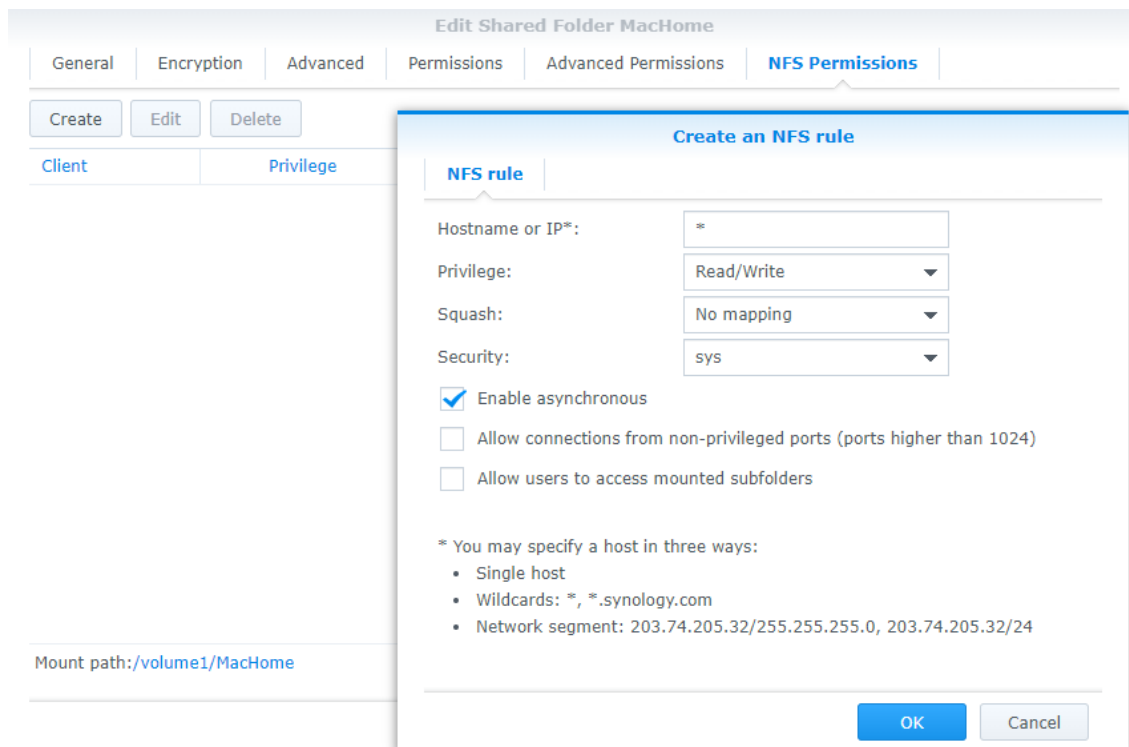 Edit Shared Folder MacHome
General Encryption Advanced Permissions Advanced Permissions NFS Permissions
Create Edit Delete
Client Privilege
Create an NFS rule
NFS rule
Hostname or IP*: *
Privilege: Read/Write
Squash: No mapping
Security: sys
Enable asynchronous
Allow connections from non-privileged ports (ports higher than 1024)
Allow users to access mounted subfolders
* You may specify a host in three ways:
• Single host
• Wildcards: *, *.synology.com
• Network segment: 203.74.205.32/255.255.255.0, 203.74.205.32/24
Mount path:/volume1/MacHome
OK Cancel